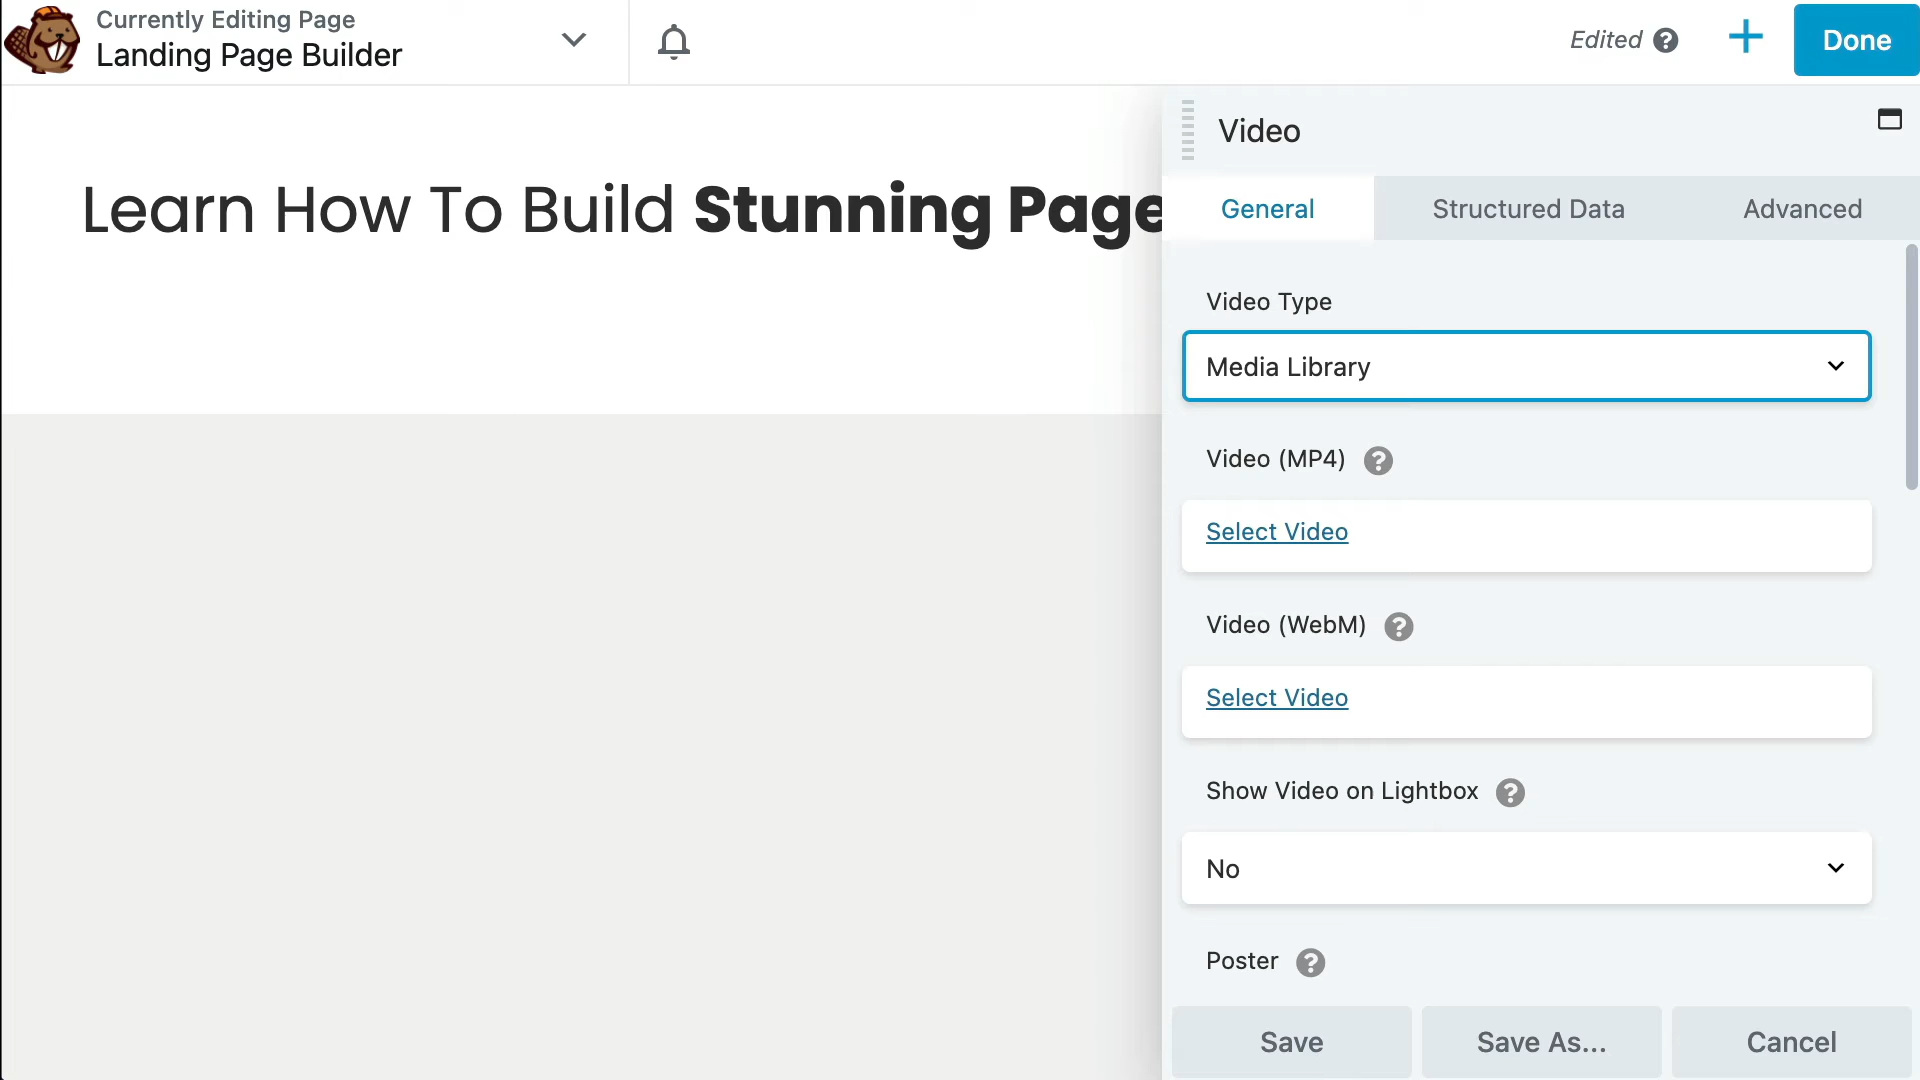 Currently Editing Page
Landing Page Builder
Edited ?
+
Done
Learn How To Build Stunning Page
Video
General
Structured Data
Advanced
Video Type
Media Library
Video (MP4) ?
Select Video
Video (WebM) ?
Select Video
Show Video on Lightbox ?
No
Poster ?
Save
Save As...
Cancel